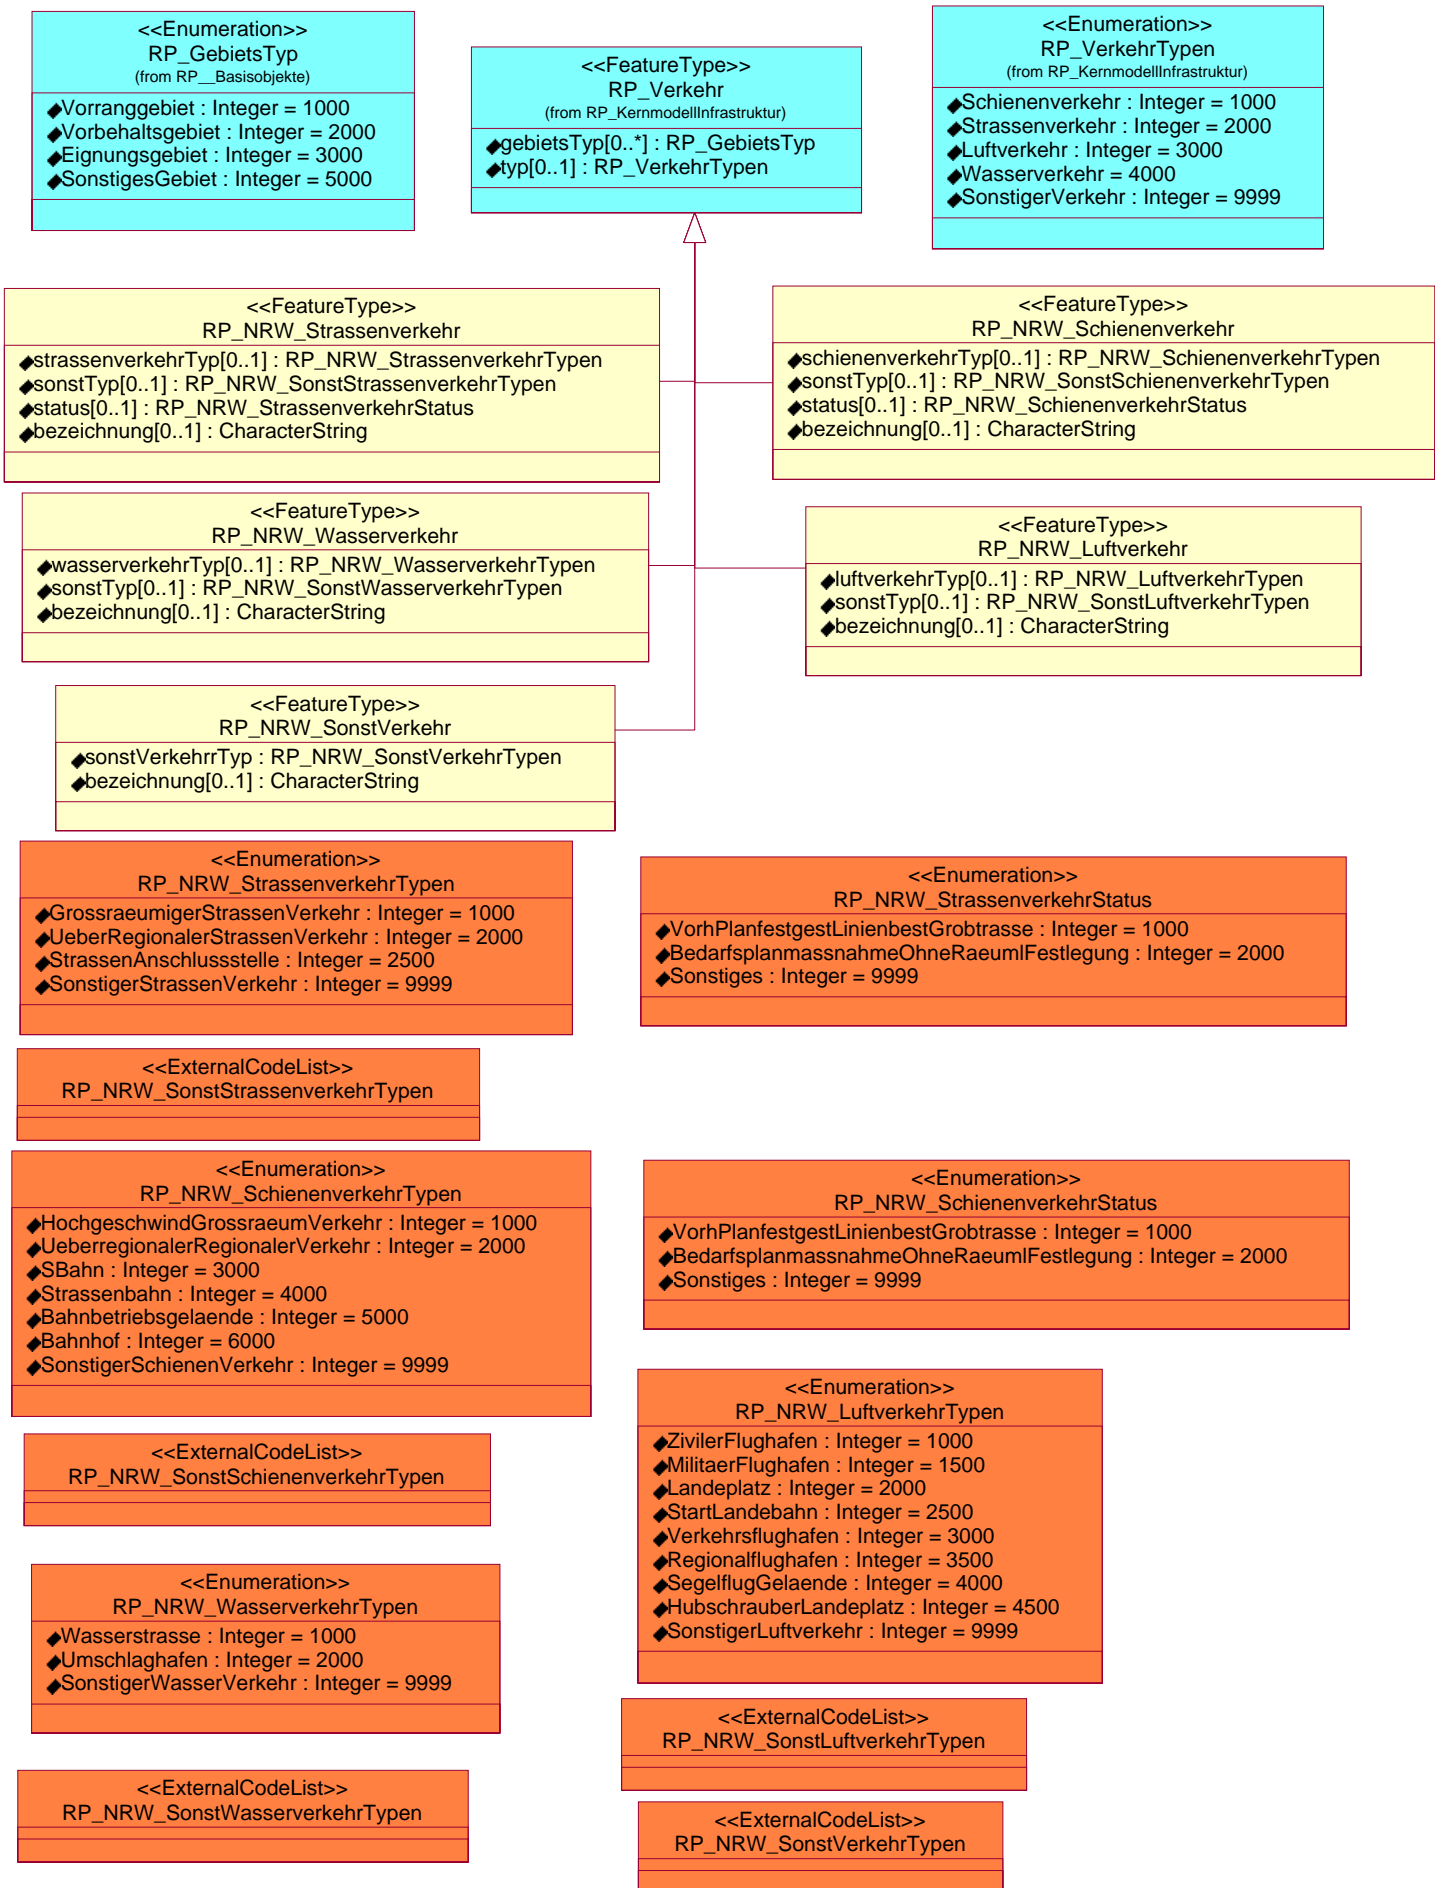 <<Enumeration>>
RP_GebietsTyp
(from RP__Basisobjekte)
Vorranggebiet : Integer = 1000
Vorbehaltsgebiet : Integer = 2000
Eignungsgebiet : Integer = 3000
SonstigesGebiet : Integer = 5000
<<FeatureType>>
RP_Verkehr
(from RP_KernmodellInfrastruktur)
gebietsTyp[0..*] : RP_GebietsTyp
typ[0..1] : RP_VerkehrTypen
<<Enumeration>>
RP_VerkehrTypen
(from RP_KernmodellInfrastruktur)
Schienenverkehr : Integer = 1000
Strassenverkehr : Integer = 2000
Luftverkehr : Integer = 3000
Wasserverkehr = 4000
SonstigerVerkehr : Integer = 9999
<<FeatureType>>
RP_NRW_Strassenverkehr
strassenverkehrTyp[0..1] : RP_NRW_StrassenverkehrTypen
sonstTyp[0..1] : RP_NRW_SonstStrassenverkehrTypen
status[0..1] : RP_NRW_StrassenverkehrStatus
bezeichnung[0..1] : CharacterString
<<FeatureType>>
RP_NRW_Schienenverkehr
schienenverkehrTyp[0..1] : RP_NRW_SchienenverkehrTypen
sonstTyp[0..1] : RP_NRW_SonstSchienenverkehrTypen
status[0..1] : RP_NRW_SchienenverkehrStatus
bezeichnung[0..1] : CharacterString
<<FeatureType>>
RP_NRW_Wasserverkehr
wasserverkehrTyp[0..1] : RP_NRW_WasserverkehrTypen
sonstTyp[0..1] : RP_NRW_SonstWasserverkehrTypen
bezeichnung[0..1] : CharacterString
<<FeatureType>>
RP_NRW_Luftverkehr
luftverkehrTyp[0..1] : RP_NRW_LuftverkehrTypen
sonstTyp[0..1] : RP_NRW_SonstLuftverkehrTypen
bezeichnung[0..1] : CharacterString
<<FeatureType>>
RP_NRW_SonstVerkehr
sonstVerkehrrTyp : RP_NRW_SonstVerkehrTypen
bezeichnung[0..1] : CharacterString
<<Enumeration>>
RP_NRW_StrassenverkehrTypen
GrossraeumigerStrassenVerkehr : Integer = 1000
UeberRegionalerStrassenVerkehr : Integer = 2000
StrassenAnschlussstelle : Integer = 2500
SonstigerStrassenVerkehr : Integer = 9999
<<Enumeration>>
RP_NRW_StrassenverkehrStatus
VorhPlanfestgestLinienbestGrobtrasse : Integer = 1000
BedarfsplanmassnahmeOhneRaeumlFestlegung : Integer = 2000
Sonstiges : Integer = 9999
<<ExternalCodeList>>
RP_NRW_SonstStrassenverkehrTypen
<<Enumeration>>
RP_NRW_SchienenverkehrTypen
HochgeschwindGrossraeumVerkehr : Integer = 1000
UeberregionalerRegionalerVerkehr : Integer = 2000
SBahn : Integer = 3000
Strassenbahn : Integer = 4000
Bahnbetriebsgelaende : Integer = 5000
Bahnhof : Integer = 6000
SonstigerSchienenVerkehr : Integer = 9999
<<Enumeration>>
RP_NRW_SchienenverkehrStatus
VorhPlanfestgestLinienbestGrobtrasse : Integer = 1000
BedarfsplanmassnahmeOhneRaeumlFestlegung : Integer = 2000
Sonstiges : Integer = 9999
<<ExternalCodeList>>
RP_NRW_SonstSchienenverkehrTypen
<<Enumeration>>
RP_NRW_LuftverkehrTypen
ZivilerFlughafen : Integer = 1000
MilitaerFlughafen : Integer = 1500
Landeplatz : Integer = 2000
StartLandebahn : Integer = 2500
Verkehrsflughafen : Integer = 3000
Regionalflughafen : Integer = 3500
SegelflugGelaende : Integer = 4000
HubschrauberLandeplatz : Integer = 4500
SonstigerLuftverkehr : Integer = 9999
<<Enumeration>>
RP_NRW_WasserverkehrTypen
Wasserstrasse : Integer = 1000
Umschlaghafen : Integer = 2000
SonstigerWasserVerkehr : Integer = 9999
<<ExternalCodeList>>
RP_NRW_SonstLuftverkehrTypen
<<ExternalCodeList>>
RP_NRW_SonstWasserverkehrTypen
<<ExternalCodeList>>
RP_NRW_SonstVerkehrTypen